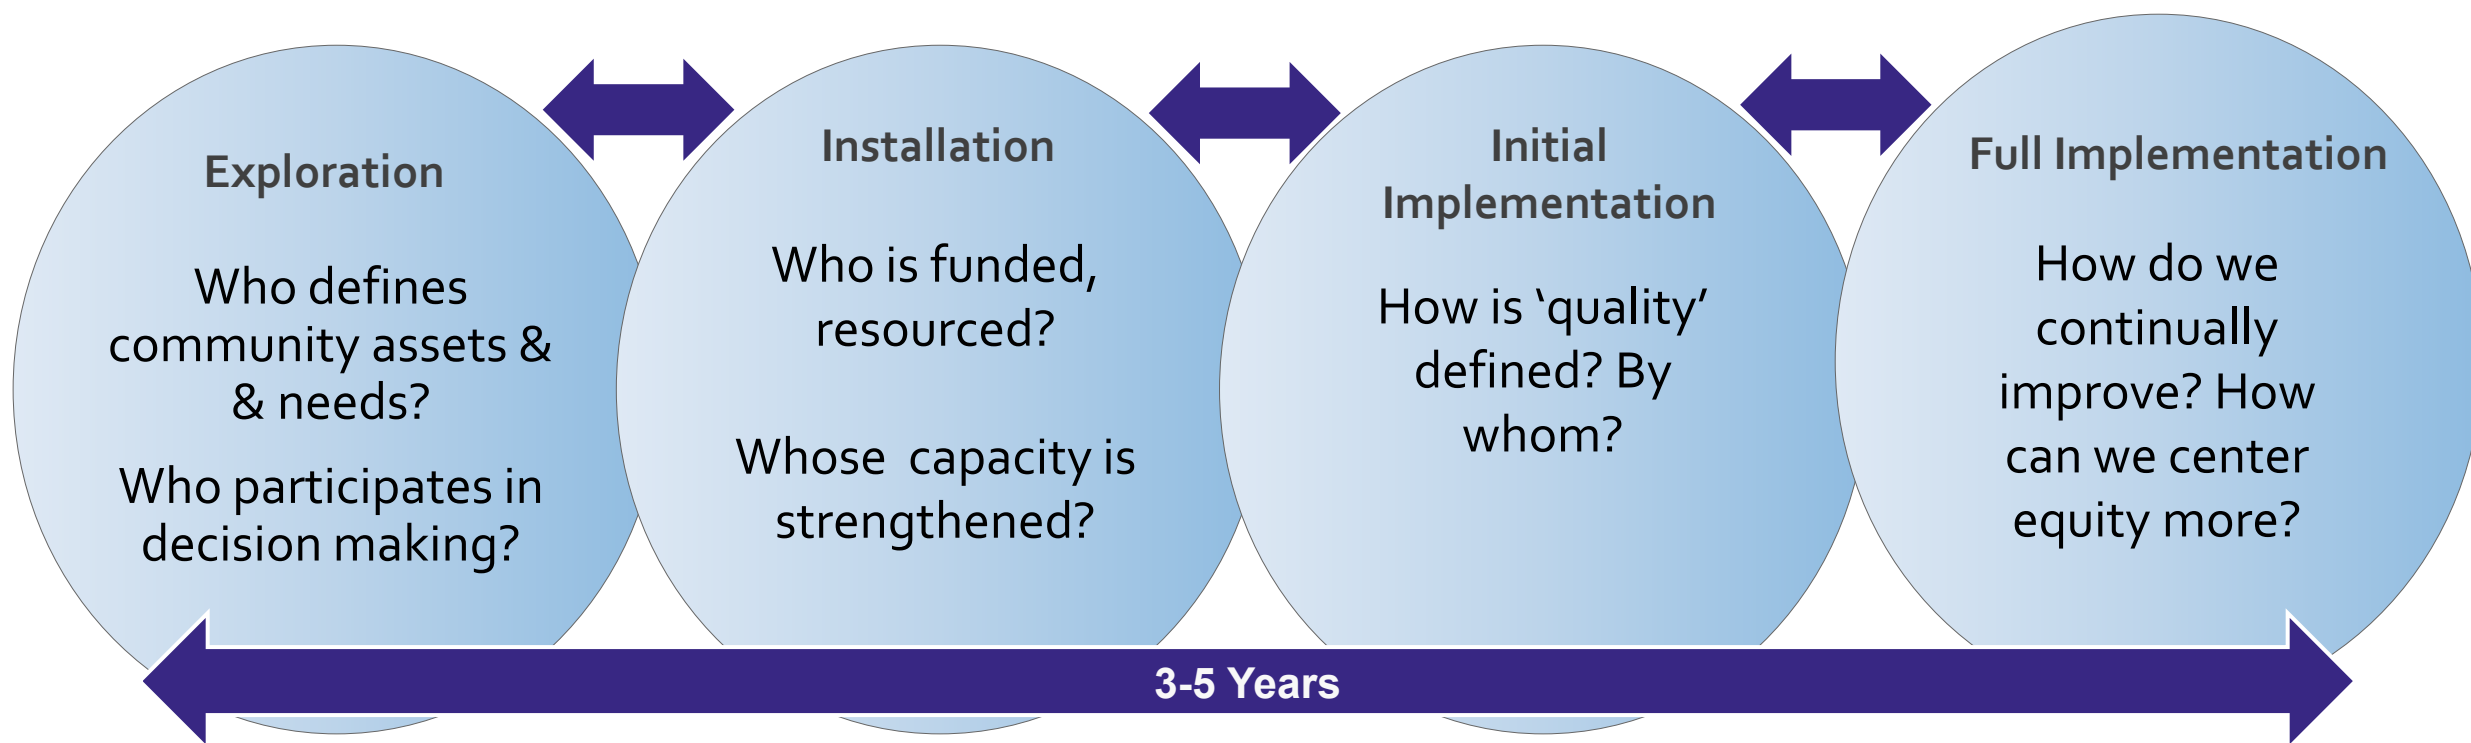 Exploration
Who defines
community assets &
& needs?
Who participates in
decision making?
Installation
Who is funded,
resourced?
Whose  capacity is
strengthened?
Initial
Implementation
How is ‘quality’
defined? By
whom?
Full Implementation
How do we
continually
improve? How
can we center
equity more?
3-5 Years